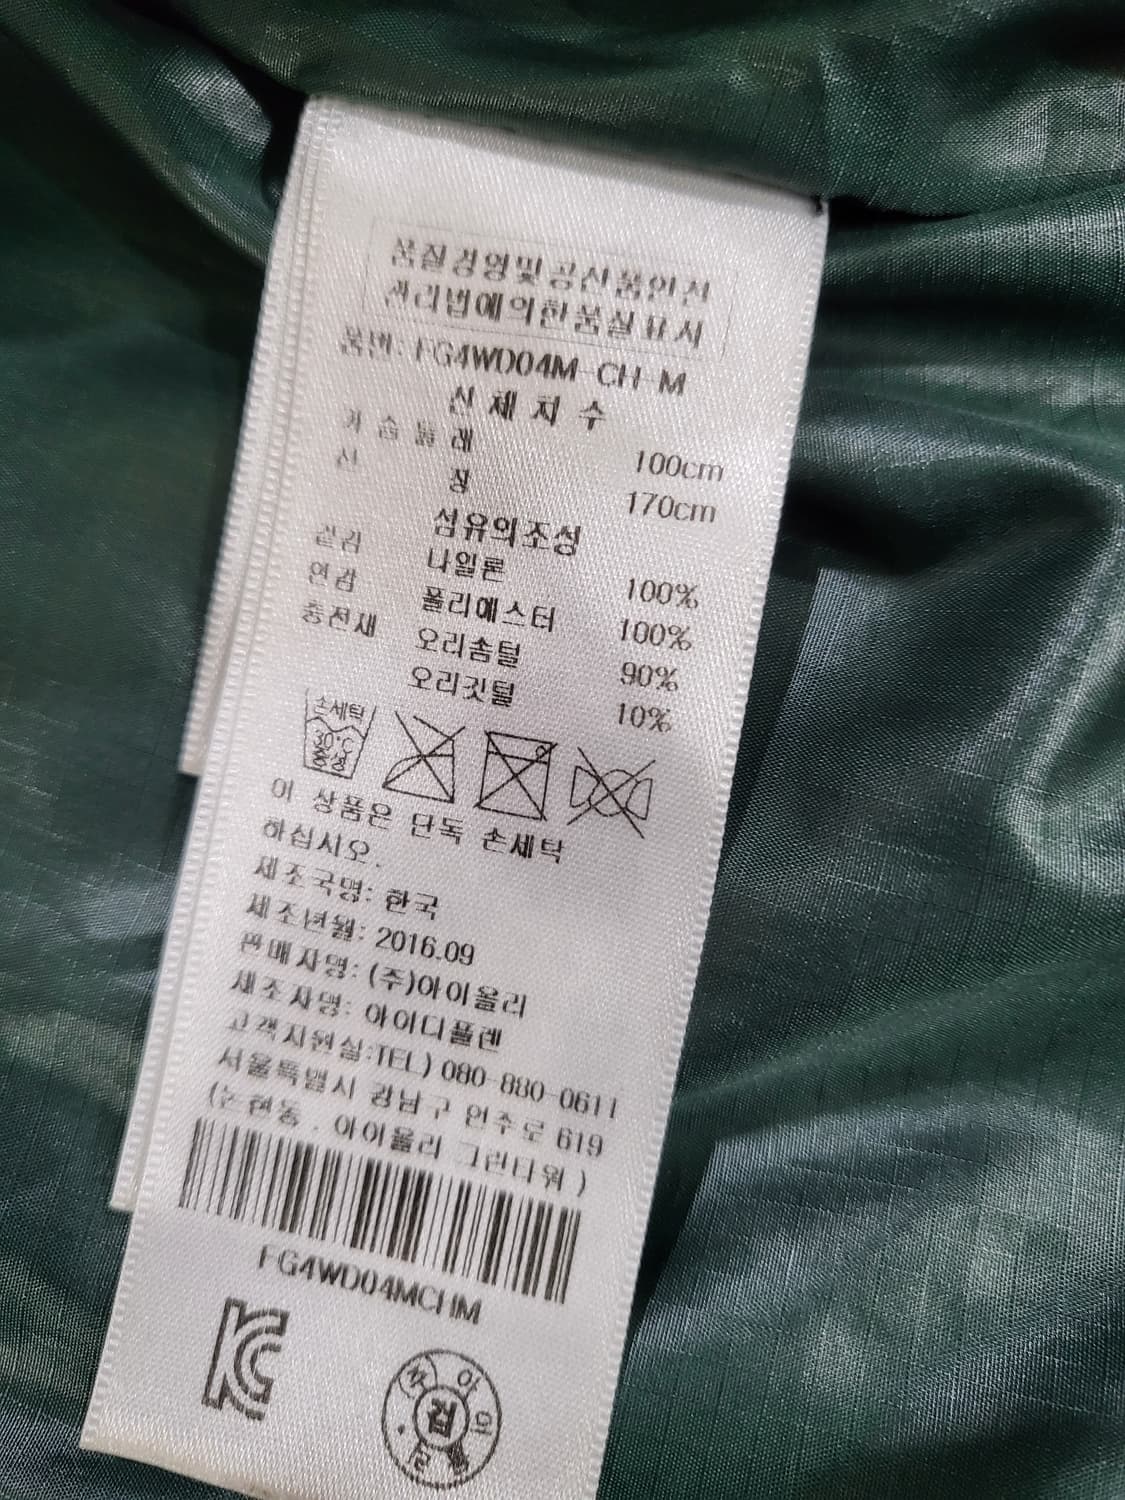 품질경영및공산품안전
관리법에의한품질표시
품번: FG4WD04M-CH-M
신 체 치 수
가 슴 둘 레 100cm
신 장 170cm
섬유의조성
겉감 나일론 100%
안감 폴리에스터 100%
충전재 오리솜털 90%
오리깃털 10%
손세탁
30°C
중성
이 상품은 단독 손세탁
하십시오.
제조국명: 한국
제조년월: 2016.09
판매자명: (주)아이올리
제조자명: 아이디플렌
고객지원실:TEL) 080-880-0611
서울특별시 강남구 언주로 619
(논현동 . 아이올리 그린타워 )
FG4WD04MCHM
KC
주 아이올리
검